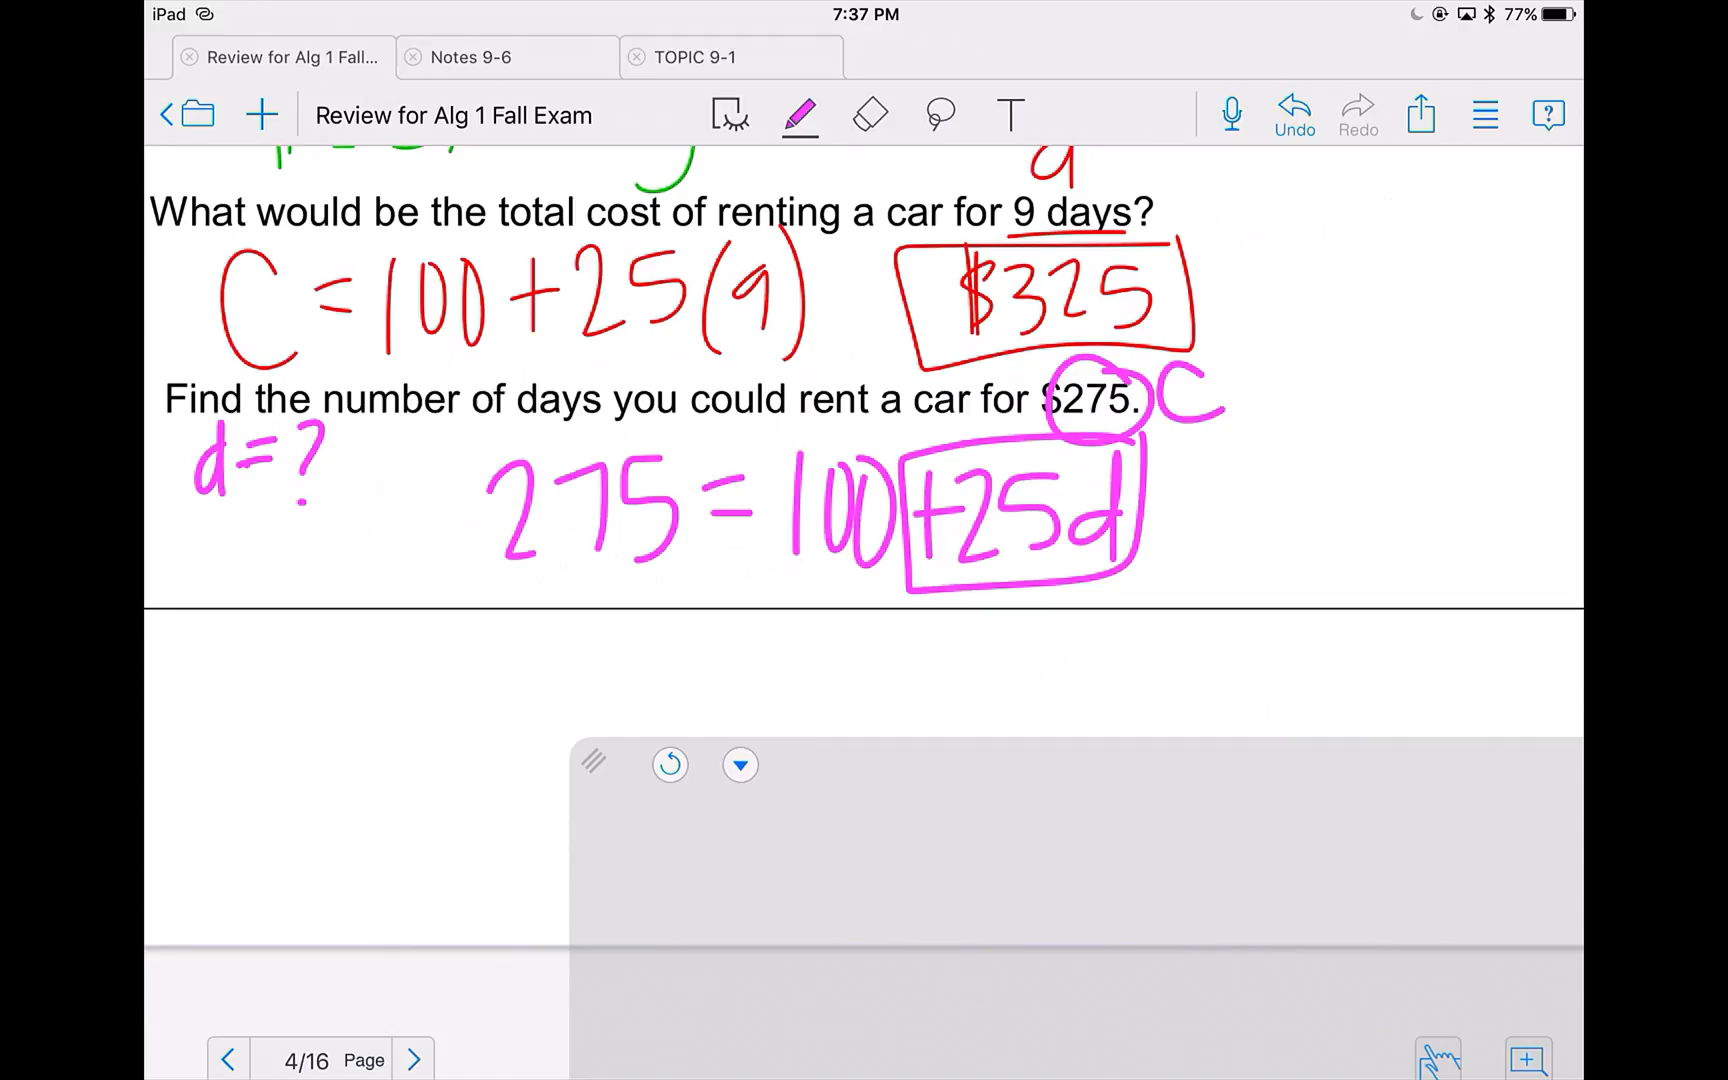 iPad 7:37 PM 77%
Review for Alg 1 Fall... Notes 9-6 TOPIC 9-1
Review for Alg 1 Fall Exam T Undo Redo
d
What would be the total cost of renting a car for 9 days?
C = 100 + 25(9) $325
Find the number of days you could rent a car for $275. C
d = ?
275 = 100 + 25d
4/16 Page